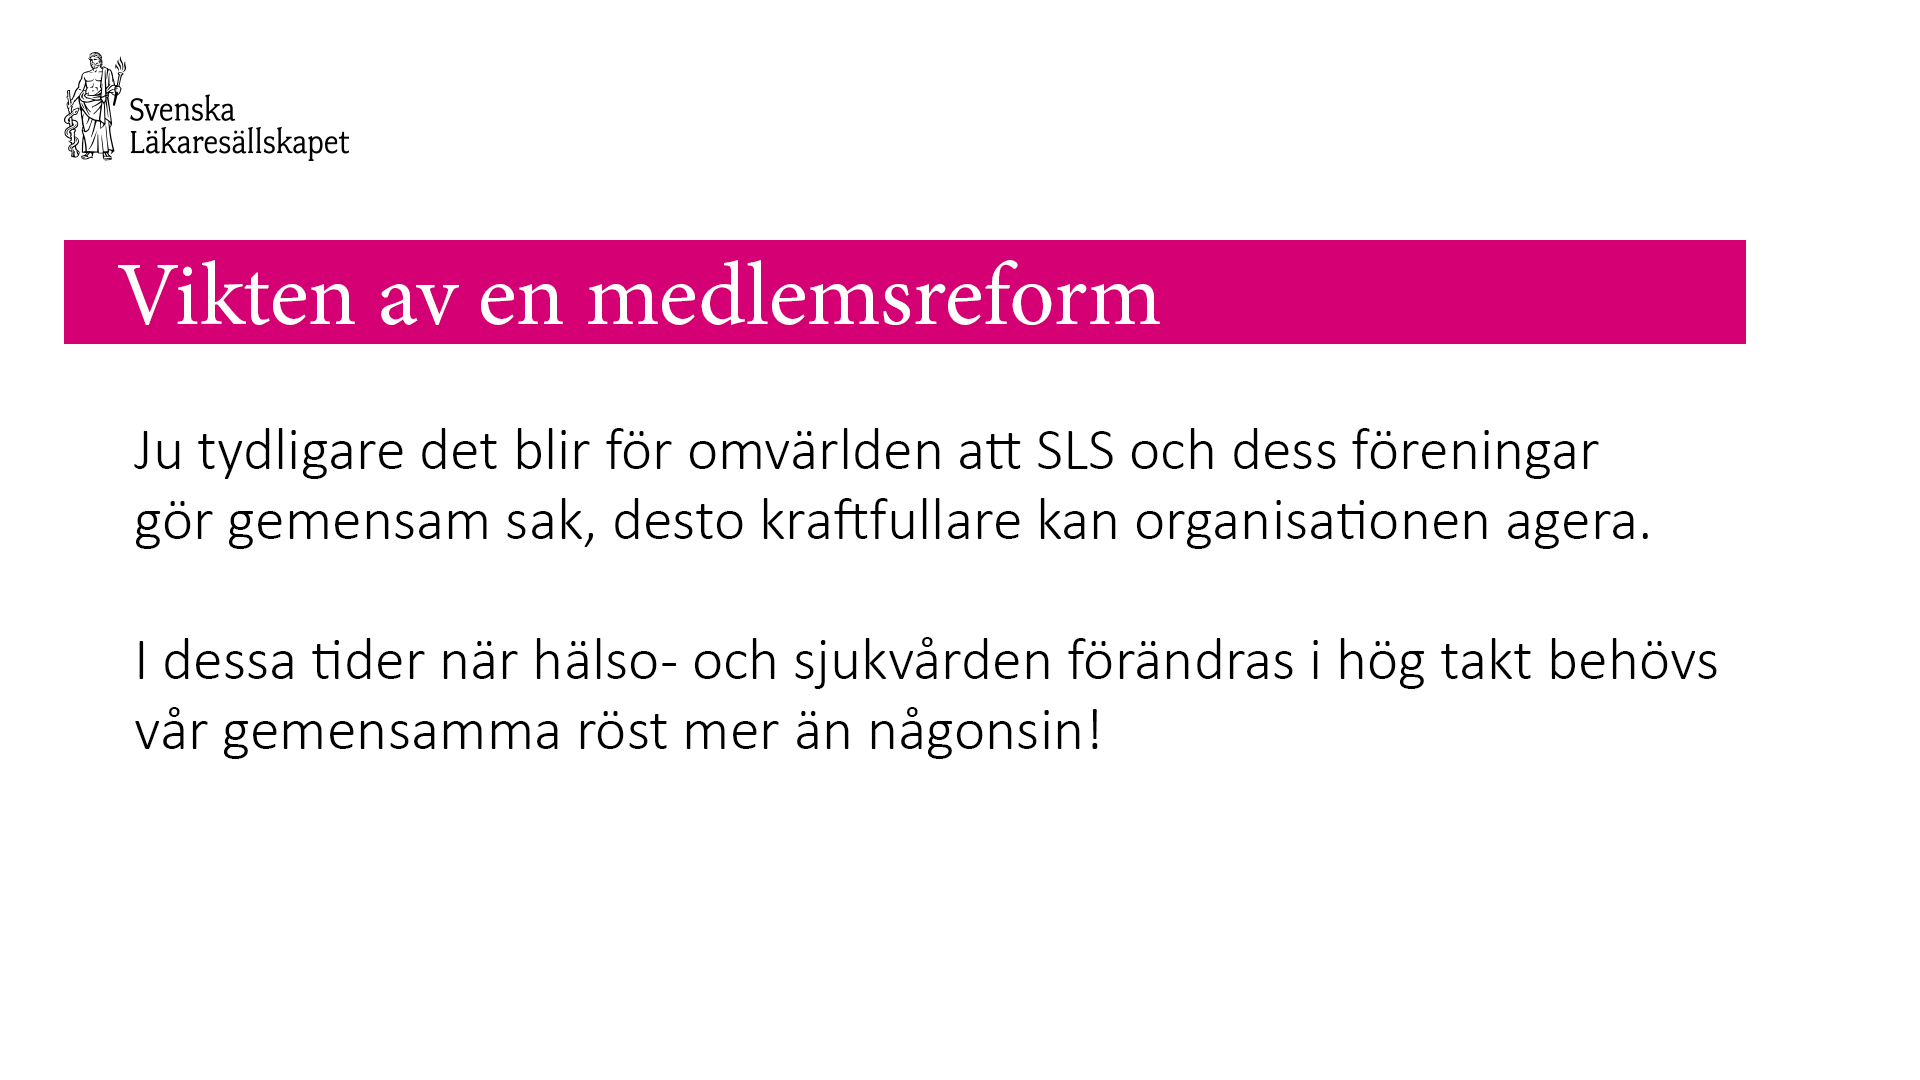 Svenska
Läkaresällskapet
Vikten av en medlemsreform
Ju tydligare det blir för omvärlden att SLS och dess föreningar
gör gemensam sak, desto kraftfullare kan organisationen agera.
I dessa tider när hälso- och sjukvården förändras i hög takt behövs
vår gemensamma röst mer än någonsin!